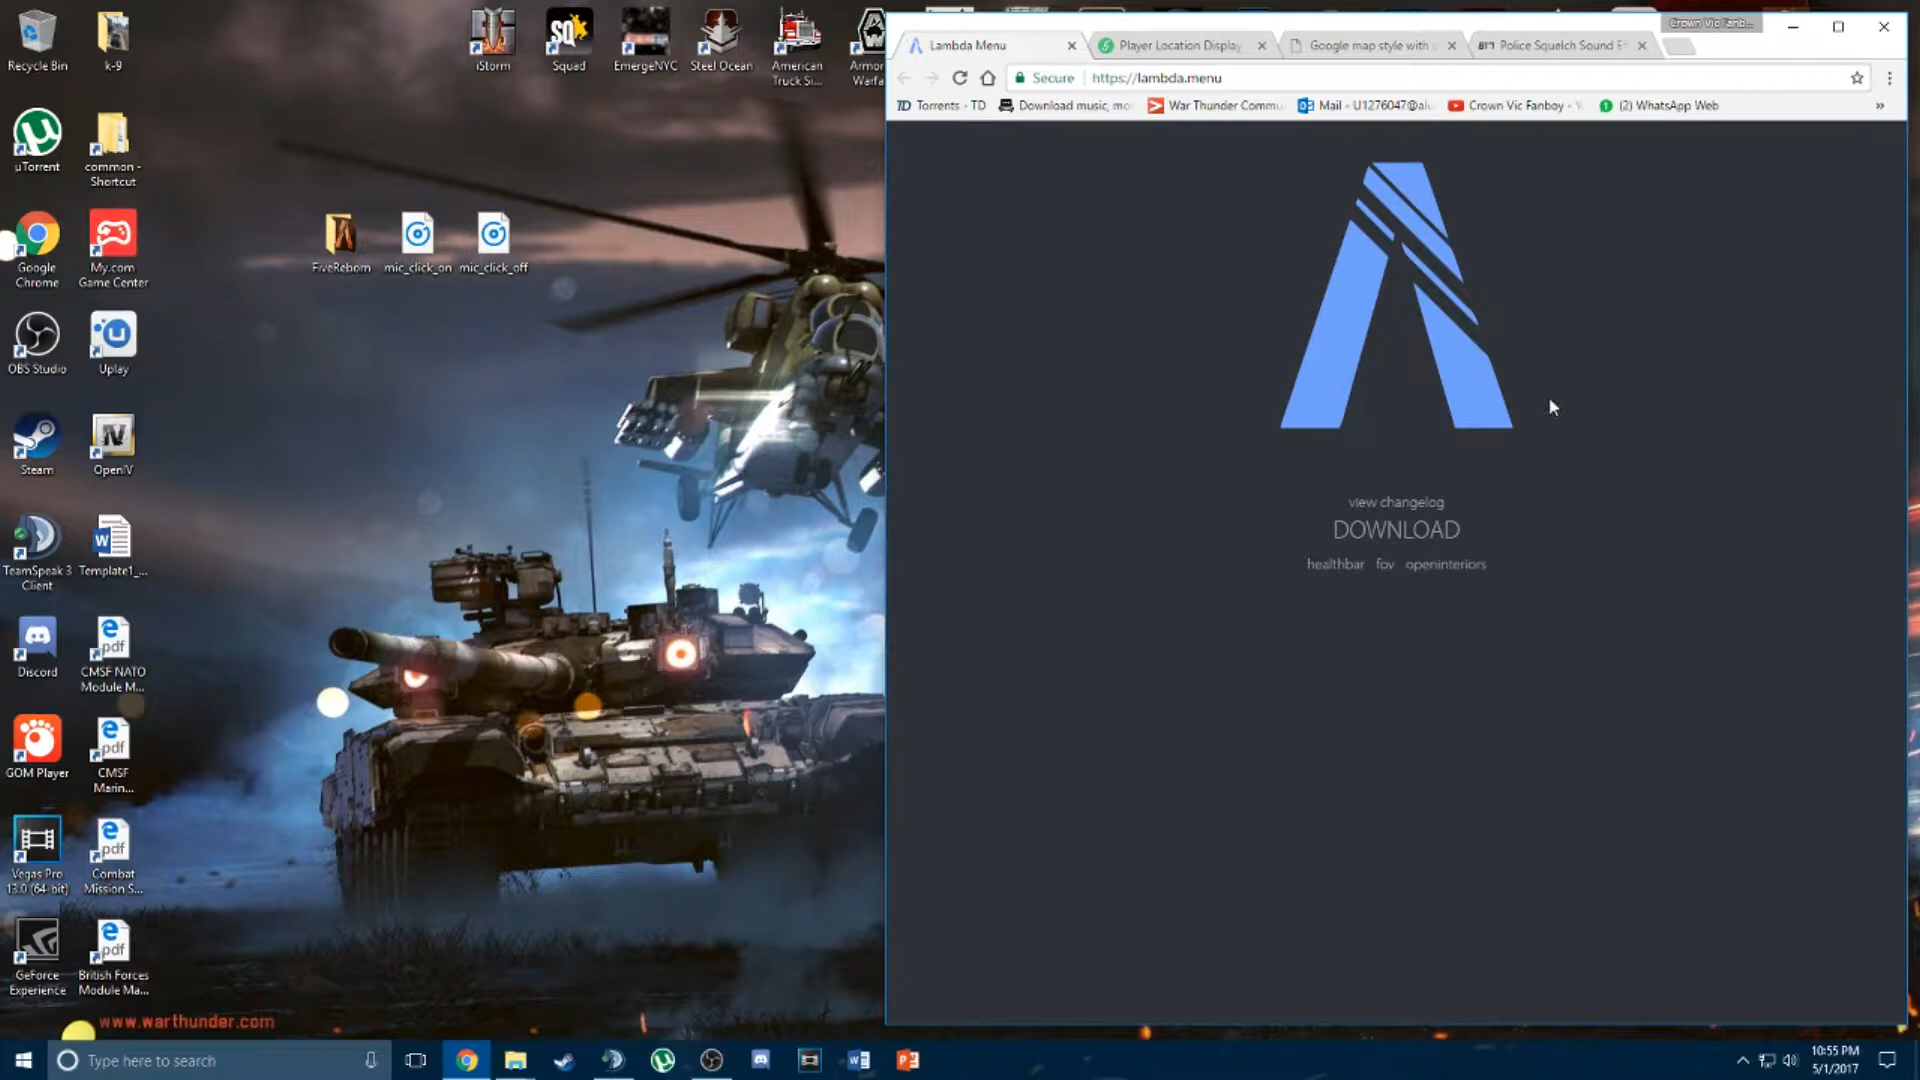 Recycle Bin
k-9
iStorm
Squad
EmergeNYC
Steel Ocean
American
Truck Si...
Armor
Warfa
µTorrent
common -
Shortcut
Google
Chrome
My.com
Game Center
FiveReborn
mic_click_on
mic_click_off
OBS Studio
Uplay
Steam
OpenIV
TeamSpeak 3
Client
Template1_...
Discord
CMSF NATO
Module M...
GOM Player
CMSF
Marin...
Vegas Pro
13.0 (64-bit)
Combat
Mission S...
GeForce
Experience
British Forces
Module Ma...
www.warthunder.com
Crown Vic Fanb...
Lambda Menu
Player Location Display
Google map style with
Police Squelch Sound E
Secure
https://lambda.menu
TD Torrents - TD
Download music, mo
War Thunder Commu
Mail - U1276047@al
Crown Vic Fanboy -
(2) WhatsApp Web
view changelog
DOWNLOAD
healthbar fov openinteriors
Type here to search
10:55 PM
5/1/2017